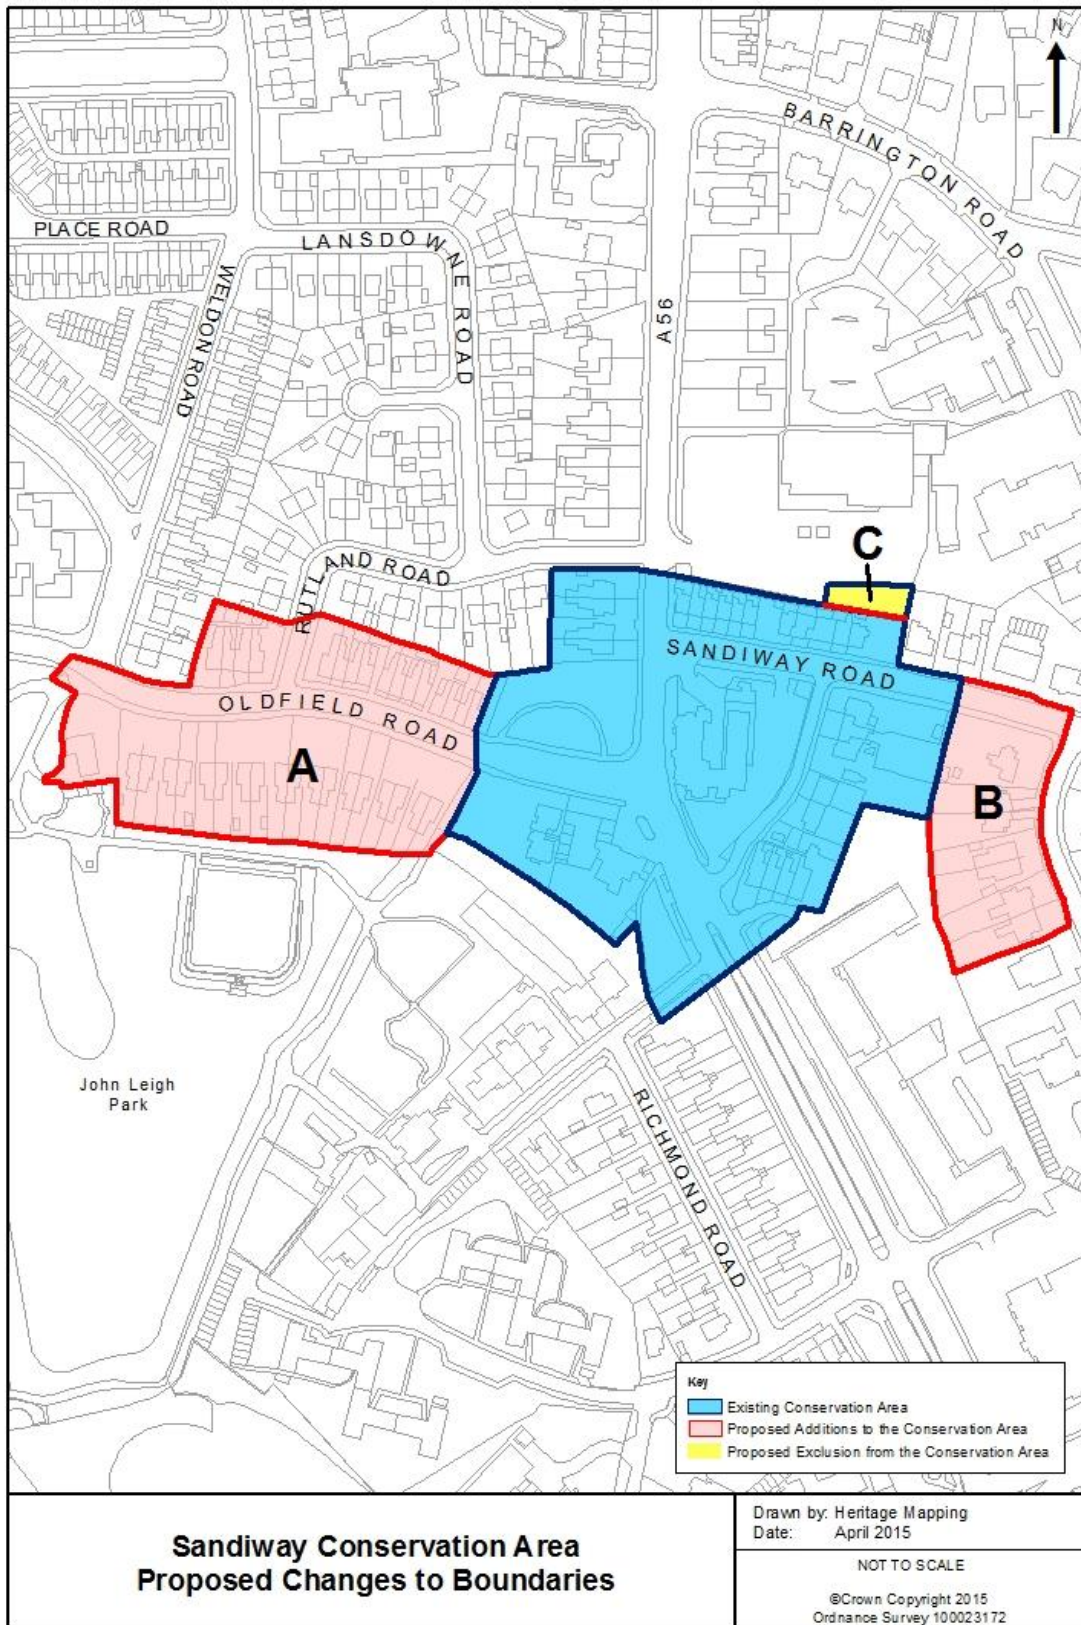 N
BARRINGTON ROAD
PLACE ROAD
LANSDOWNE ROAD
WELDON ROAD
A56
C
RUTLAND ROAD
SANDIWAY ROAD
OLDFIELD ROAD
A
B
John Leigh
Park
RICHMOND ROAD
Key
Existing Conservation Area
Proposed Additions to the Conservation Area
Proposed Exclusion from the Conservation Area
Sandiway Conservation Area
Proposed Changes to Boundaries
Drawn by: Heritage Mapping
Date: April 2015
NOT TO SCALE
©Crown Copyright 2015
Ordnance Survey 100023172